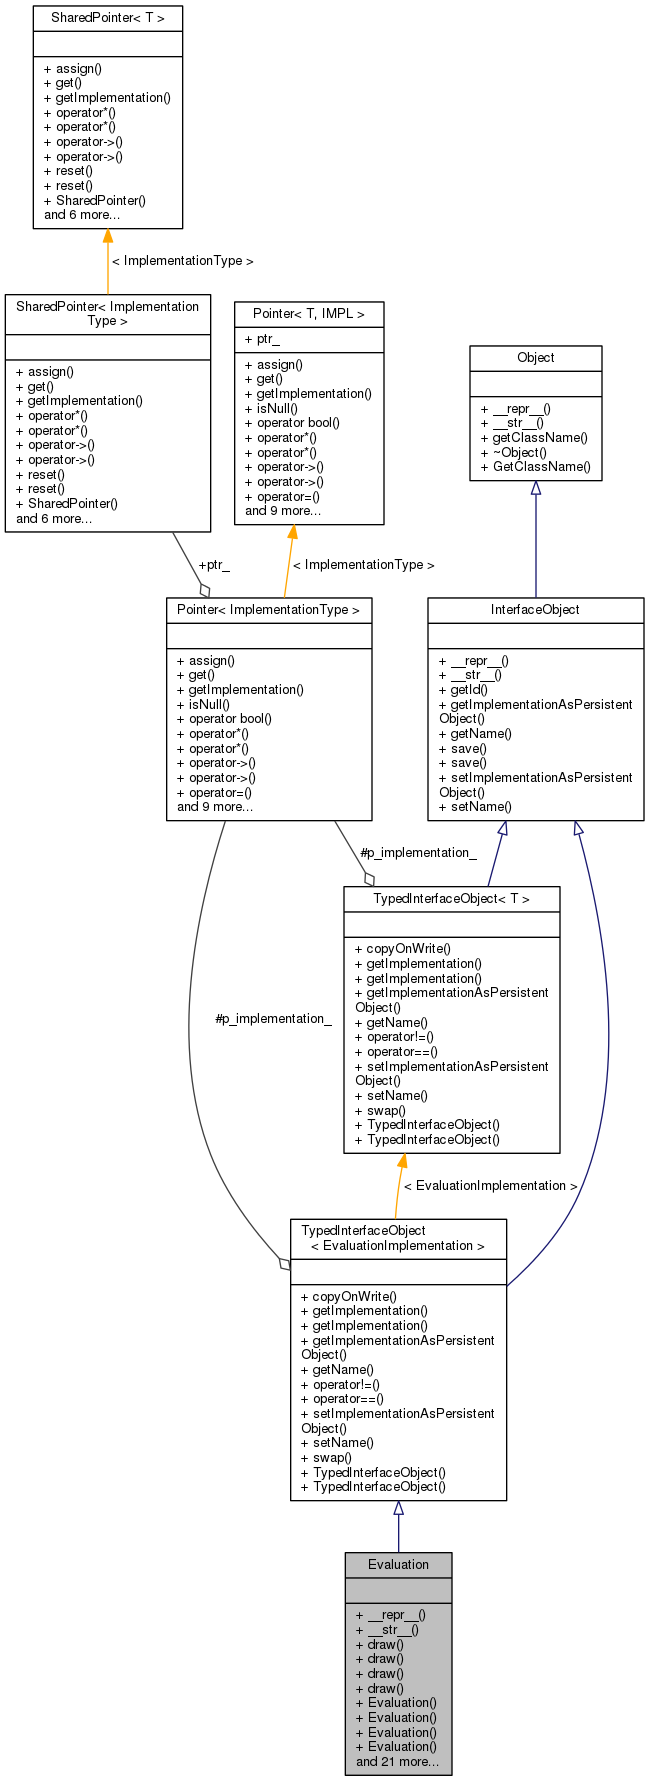 SharedPointer< T >
+ assign()
+ get()
+ getImplementation()
+ operator*()
+ operator*()
+ operator->()
+ operator->()
+ reset()
+ reset()
+ SharedPointer()
and 6 more...
< ImplementationType >
SharedPointer< Implementation
Type >
+ assign()
+ get()
+ getImplementation()
+ operator*()
+ operator*()
+ operator->()
+ operator->()
+ reset()
+ reset()
+ SharedPointer()
and 6 more...
Pointer< T, IMPL >
+ ptr_
+ assign()
+ get()
+ getImplementation()
+ isNull()
+ operator bool()
+ operator*()
+ operator*()
+ operator->()
+ operator->()
+ operator=()
and 9 more...
Object
+ __repr__()
+ __str__()
+ getClassName()
+ ~Object()
+ GetClassName()
+ptr_
< ImplementationType >
Pointer< ImplementationType >
+ assign()
+ get()
+ getImplementation()
+ isNull()
+ operator bool()
+ operator*()
+ operator*()
+ operator->()
+ operator->()
+ operator=()
and 9 more...
InterfaceObject
+ __repr__()
+ __str__()
+ getId()
+ getImplementationAsPersistent
Object()
+ getName()
+ save()
+ save()
+ setImplementationAsPersistent
Object()
+ setName()
#p_implementation_
TypedInterfaceObject< T >
+ copyOnWrite()
+ getImplementation()
+ getImplementation()
+ getImplementationAsPersistent
Object()
+ getName()
+ operator!=()
+ operator==()
+ setImplementationAsPersistent
Object()
+ setName()
+ swap()
+ TypedInterfaceObject()
+ TypedInterfaceObject()
#p_implementation_
< EvaluationImplementation >
TypedInterfaceObject
< EvaluationImplementation >
+ copyOnWrite()
+ getImplementation()
+ getImplementation()
+ getImplementationAsPersistent
Object()
+ getName()
+ operator!=()
+ operator==()
+ setImplementationAsPersistent
Object()
+ setName()
+ swap()
+ TypedInterfaceObject()
+ TypedInterfaceObject()
Evaluation
+ __repr__()
+ __str__()
+ draw()
+ draw()
+ draw()
+ draw()
+ Evaluation()
+ Evaluation()
+ Evaluation()
+ Evaluation()
and 21 more...